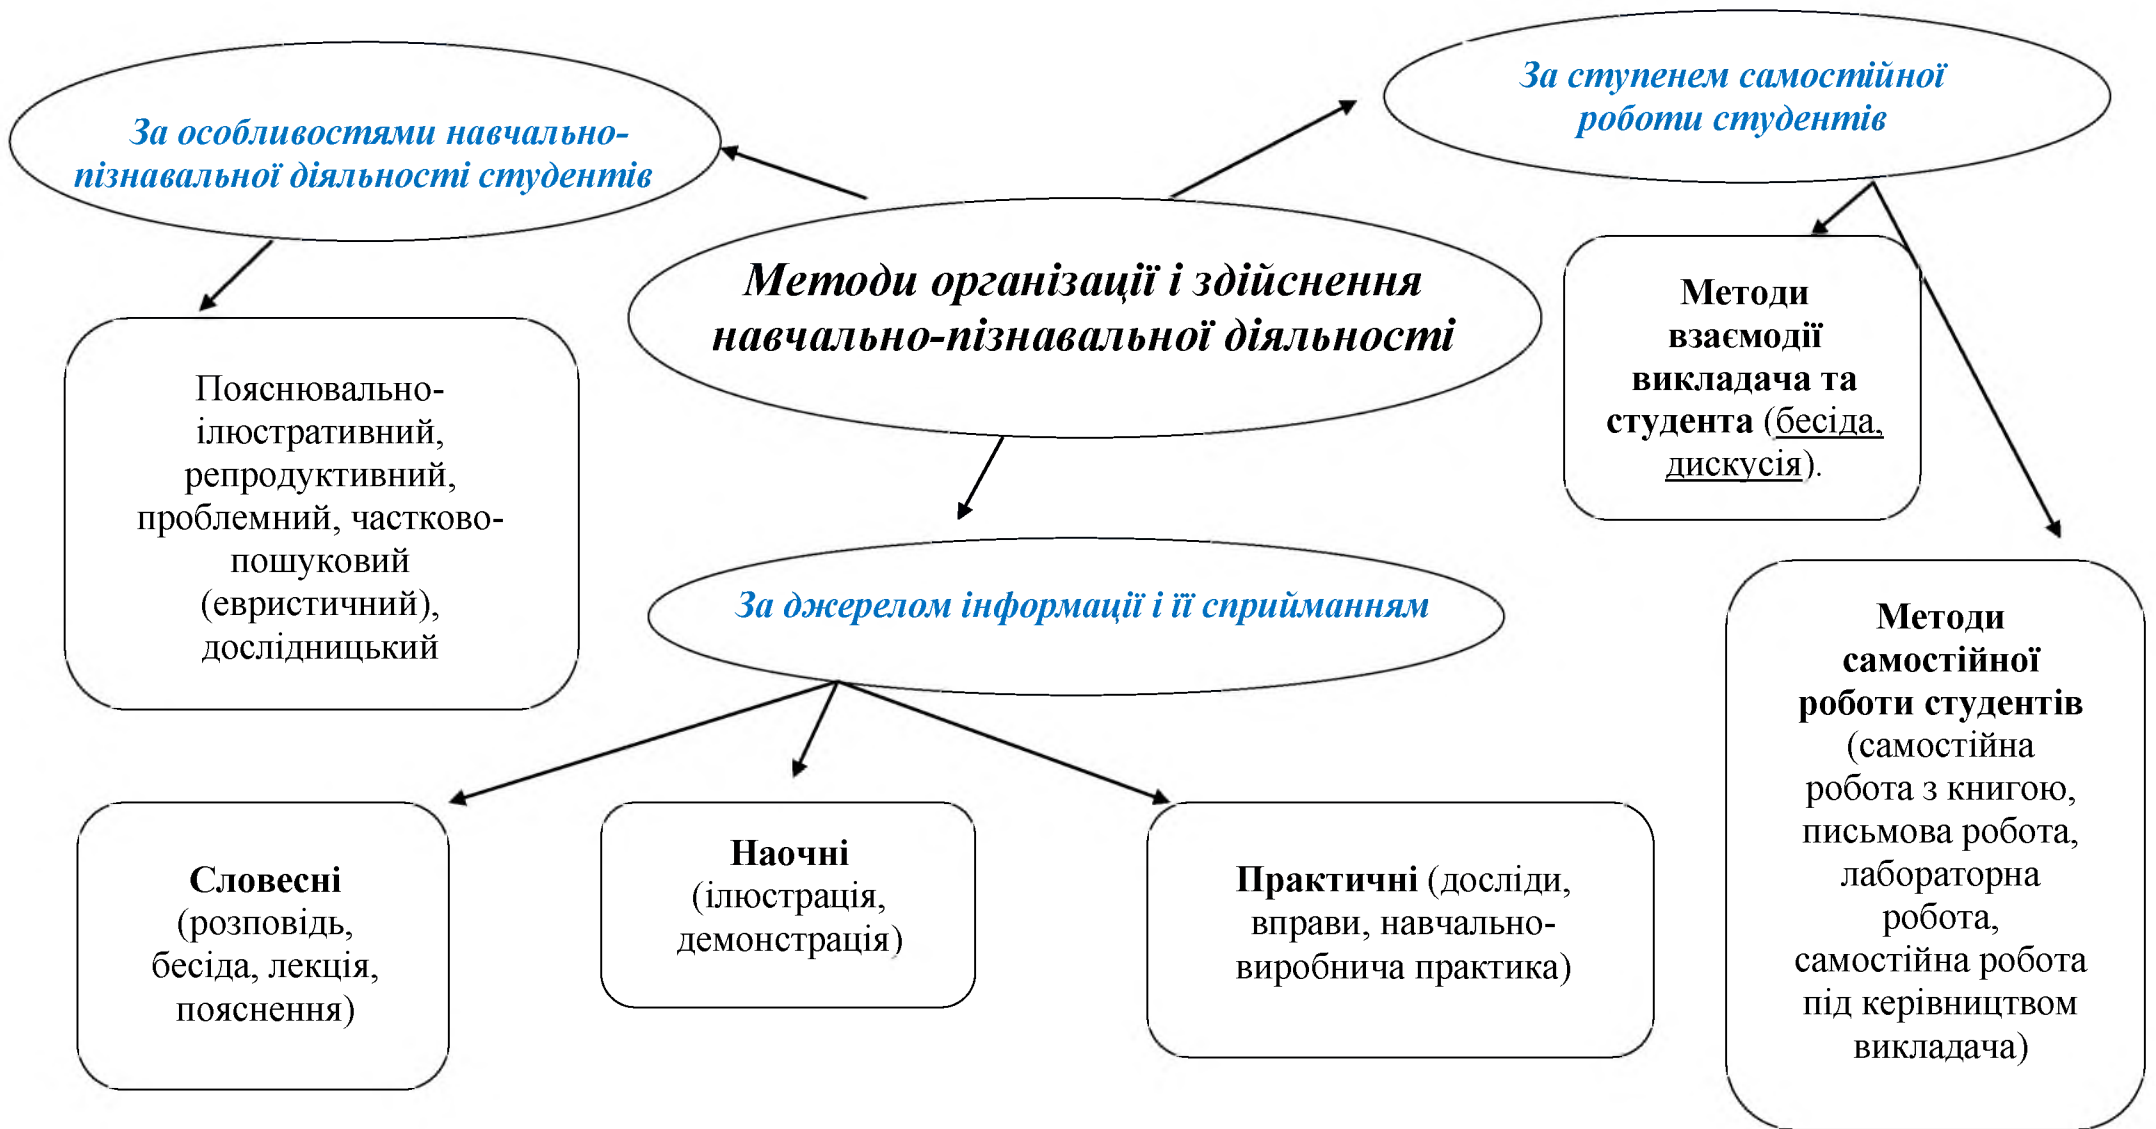 За особливостями навчально-
пізнавальної діяльності студентів
За ступенем самостійної
роботи студентів
Методи організації і здійснення
навчально-пізнавальної діяльності
Пояснювально-
ілюстративний,
репродуктивний,
проблемний, частково-
пошуковий
(евристичний),
дослідницький
Методи
взаємодії
викладача та
студента (бесіда,
дискусія).
За джерелом інформації і її сприйманням
Словесні
(розповідь,
бесіда, лекція,
пояснення)
Наочні
(ілюстрація,
демонстрація)
Практичні (досліди,
вправи, навчально-
виробнича практика)
Методи
самостійної
роботи студентів
(самостійна
робота з книгою,
письмова робота,
лабораторна
робота,
самостійна робота
під керівництвом
викладача)